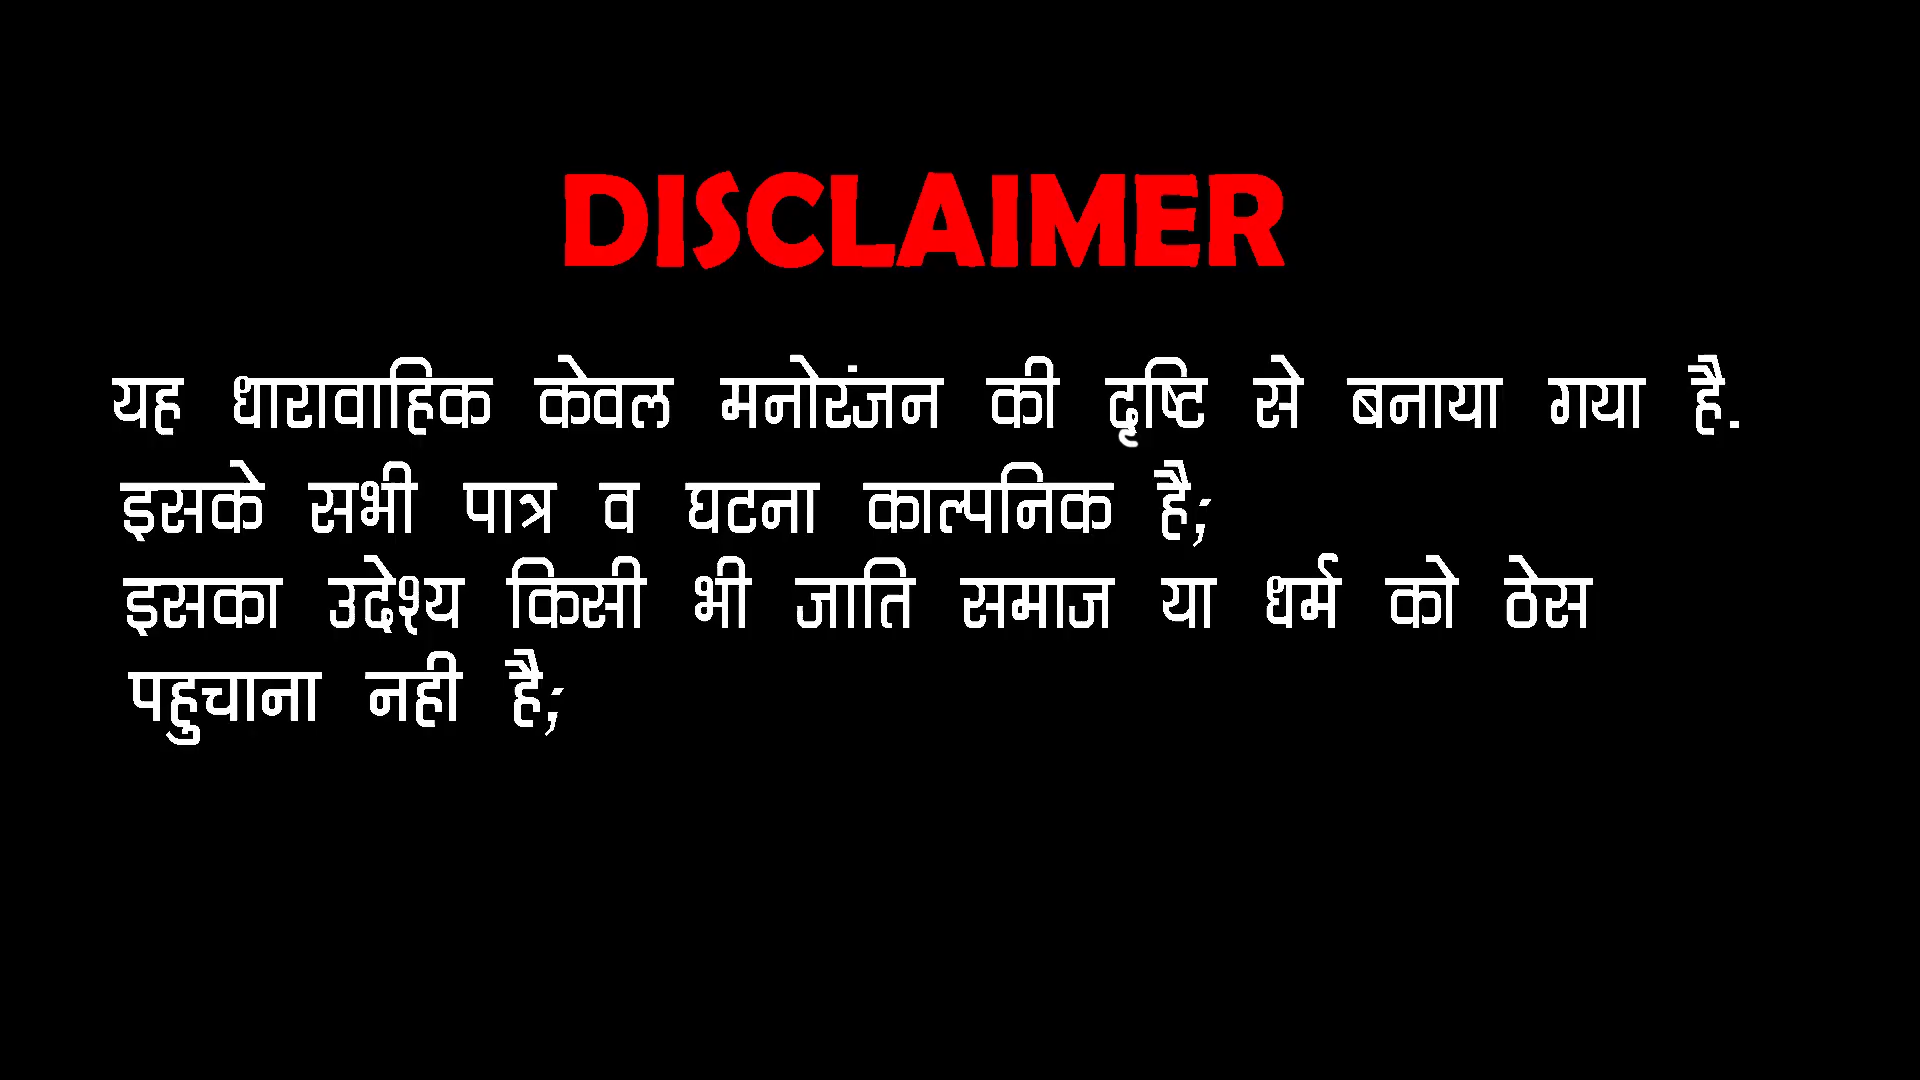 DISCLAIMER
यह धारावाहिक केवल मनोरंजन की दृष्टि से बनाया गया है.
इसके सभी पात्र व घटना काल्पनिक है;
इसका उदेश्य किसी भी जाति समाज या धर्म को ठेस
पहुचाना नही है;